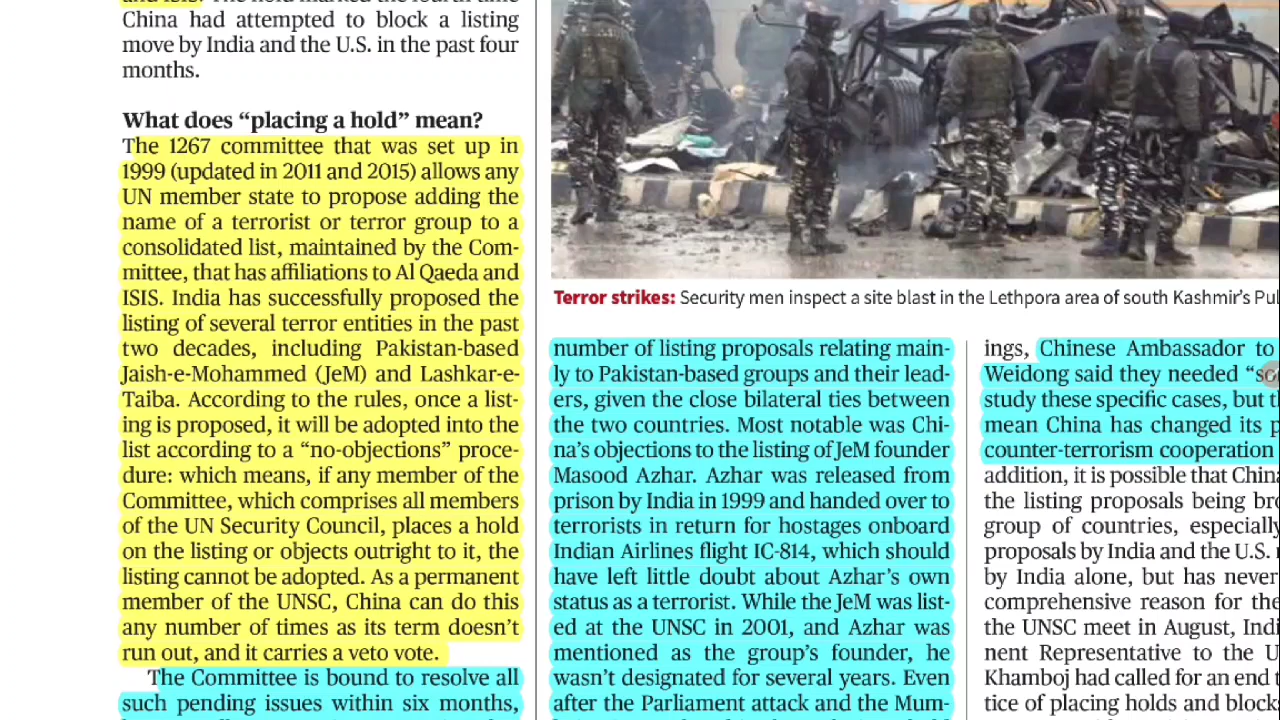 China had attempted to block a listing
move by India and the U.S. in the past four
months.
What does “placing a hold” mean?
The 1267 committee that was set up in
1999 (updated in 2011 and 2015) allows any
UN member state to propose adding the
name of a terrorist or terror group to a
consolidated list, maintained by the Com-
mittee, that has affiliations to Al Qaeda and
ISIS. India has successfully proposed the
listing of several terror entities in the past
two decades, including Pakistan-based
Jaish-e-Mohammed (JeM) and Lashkar-e-
Taiba. According to the rules, once a list-
ing is proposed, it will be adopted into the
list according to a “no-objections” proce-
dure: which means, if any member of the
Committee, which comprises all members
of the UN Security Council, places a hold
on the listing or objects outright to it, the
listing cannot be adopted. As a permanent
member of the UNSC, China can do this
any number of times as its term doesn’t
run out, and it carries a veto vote.
The Committee is bound to resolve all
such pending issues within six months,
Terror strikes: Security men inspect a site blast in the Lethpora area of south Kashmir’s
number of listing proposals relating main-
ly to Pakistan-based groups and their lead-
ers, given the close bilateral ties between
the two countries. Most notable was Chi-
na’s objections to the listing of JeM founder
Masood Azhar. Azhar was released from
prison by India in 1999 and handed over to
terrorists in return for hostages onboard
Indian Airlines flight IC-814, which should
have left little doubt about Azhar’s own
status as a terrorist. While the JeM was list-
ed at the UNSC in 2001, and Azhar was
mentioned as the group’s founder, he
wasn’t designated for several years. Even
after the Parliament attack and the Mum-
ings, Chinese Ambassador to
Weidong said they needed
study these specific cases, but
mean China has changed its
counter-terrorism cooperation
addition, it is possible that
the listing proposals being
group of countries, especially
proposals by India and the U.S.
by India alone, but has never
comprehensive reason for
the UNSC meet in August,
nent Representative to the
Khamboj had called for an end
tice of placing holds and